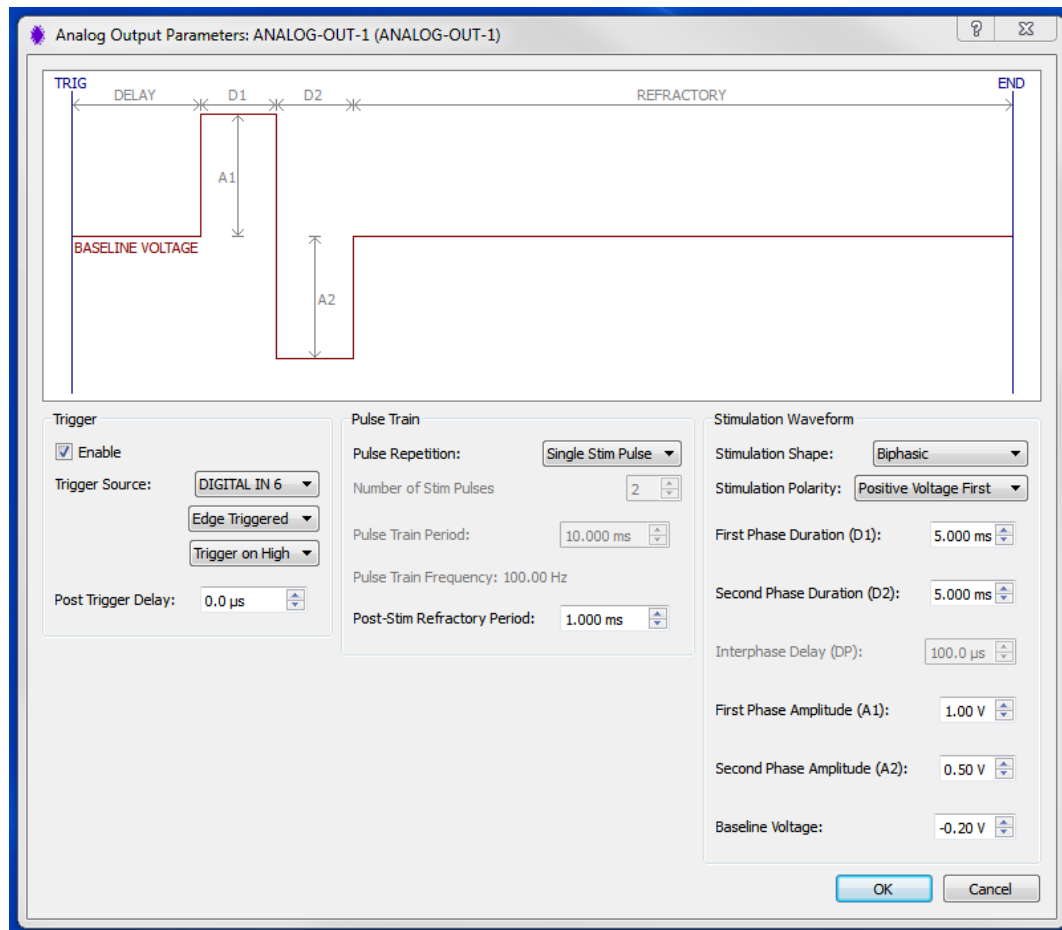 Analog Output Parameters: ANALOG-OUT-1 (ANALOG-OUT-1)
TRIG
END
DELAY
D1
D2
REFRACTORY
A1
BASELINE VOLTAGE
A2
Trigger
Enable
Trigger Source: DIGITAL IN 6
Edge Triggered
Trigger on High
Post Trigger Delay: 0.0 µs
Pulse Train
Pulse Repetition: Single Stim Pulse
Number of Stim Pulses 2
Pulse Train Period: 10.000 ms
Pulse Train Frequency: 100.00 Hz
Post-Stim Refractory Period: 1.000 ms
Stimulation Waveform
Stimulation Shape: Biphasic
Stimulation Polarity: Positive Voltage First
First Phase Duration (D1): 5.000 ms
Second Phase Duration (D2): 5.000 ms
Interphase Delay (DP): 100.0 µs
First Phase Amplitude (A1): 1.00 V
Second Phase Amplitude (A2): 0.50 V
Baseline Voltage: -0.20 V
OK
Cancel